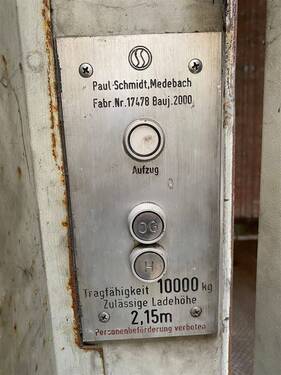 Paul Schmidt, Medebach
Fabr.Nr.17478 Bauj.2000
Aufzug
OG
H
Tragfähigkeit 10000 kg
Zulässige Ladehöhe
2,15m
Personenbeförderung verboten